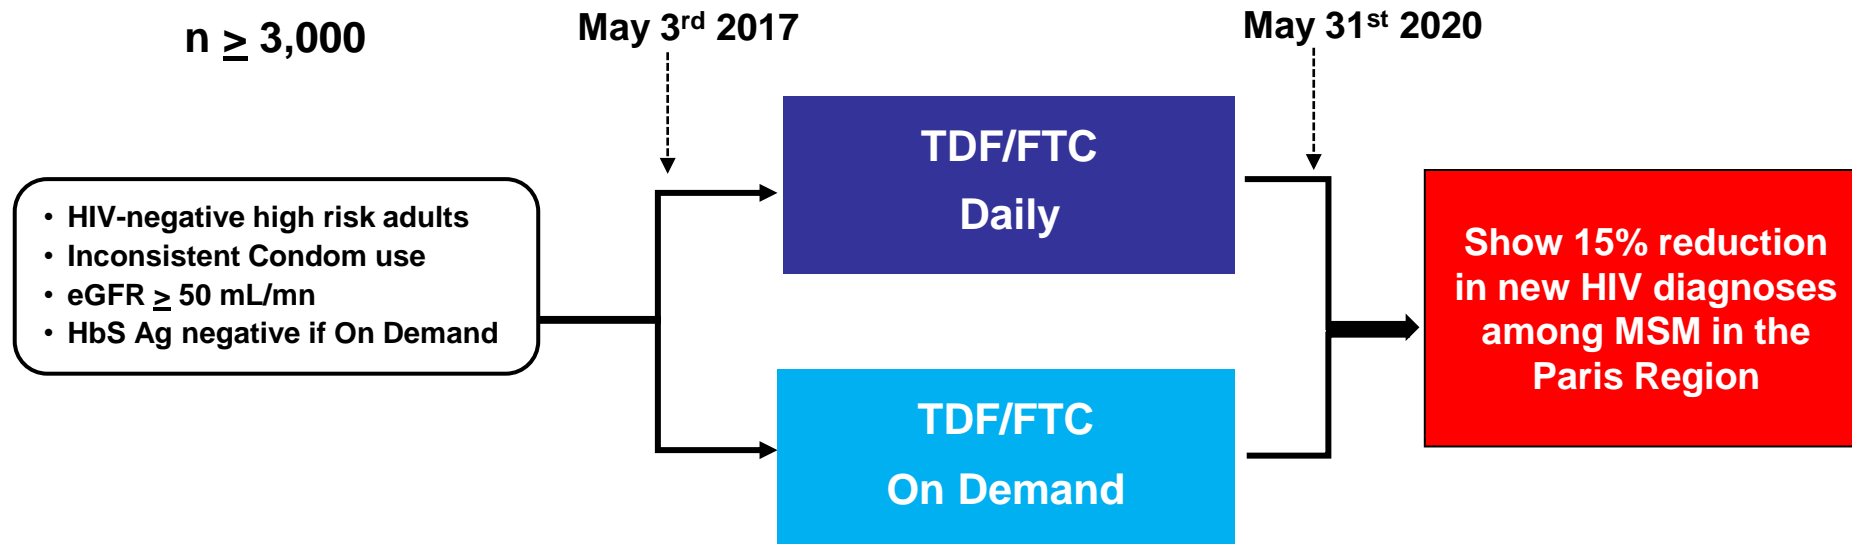 n ≥ 3,000
May 3rd 2017
May 31st 2020
• HIV-negative high risk adults
• Inconsistent Condom use
• eGFR ≥ 50 mL/mn
• HbS Ag negative if On Demand
TDF/FTC
Daily
TDF/FTC
On Demand
Show 15% reduction
in new HIV diagnoses
among MSM in the
Paris Region